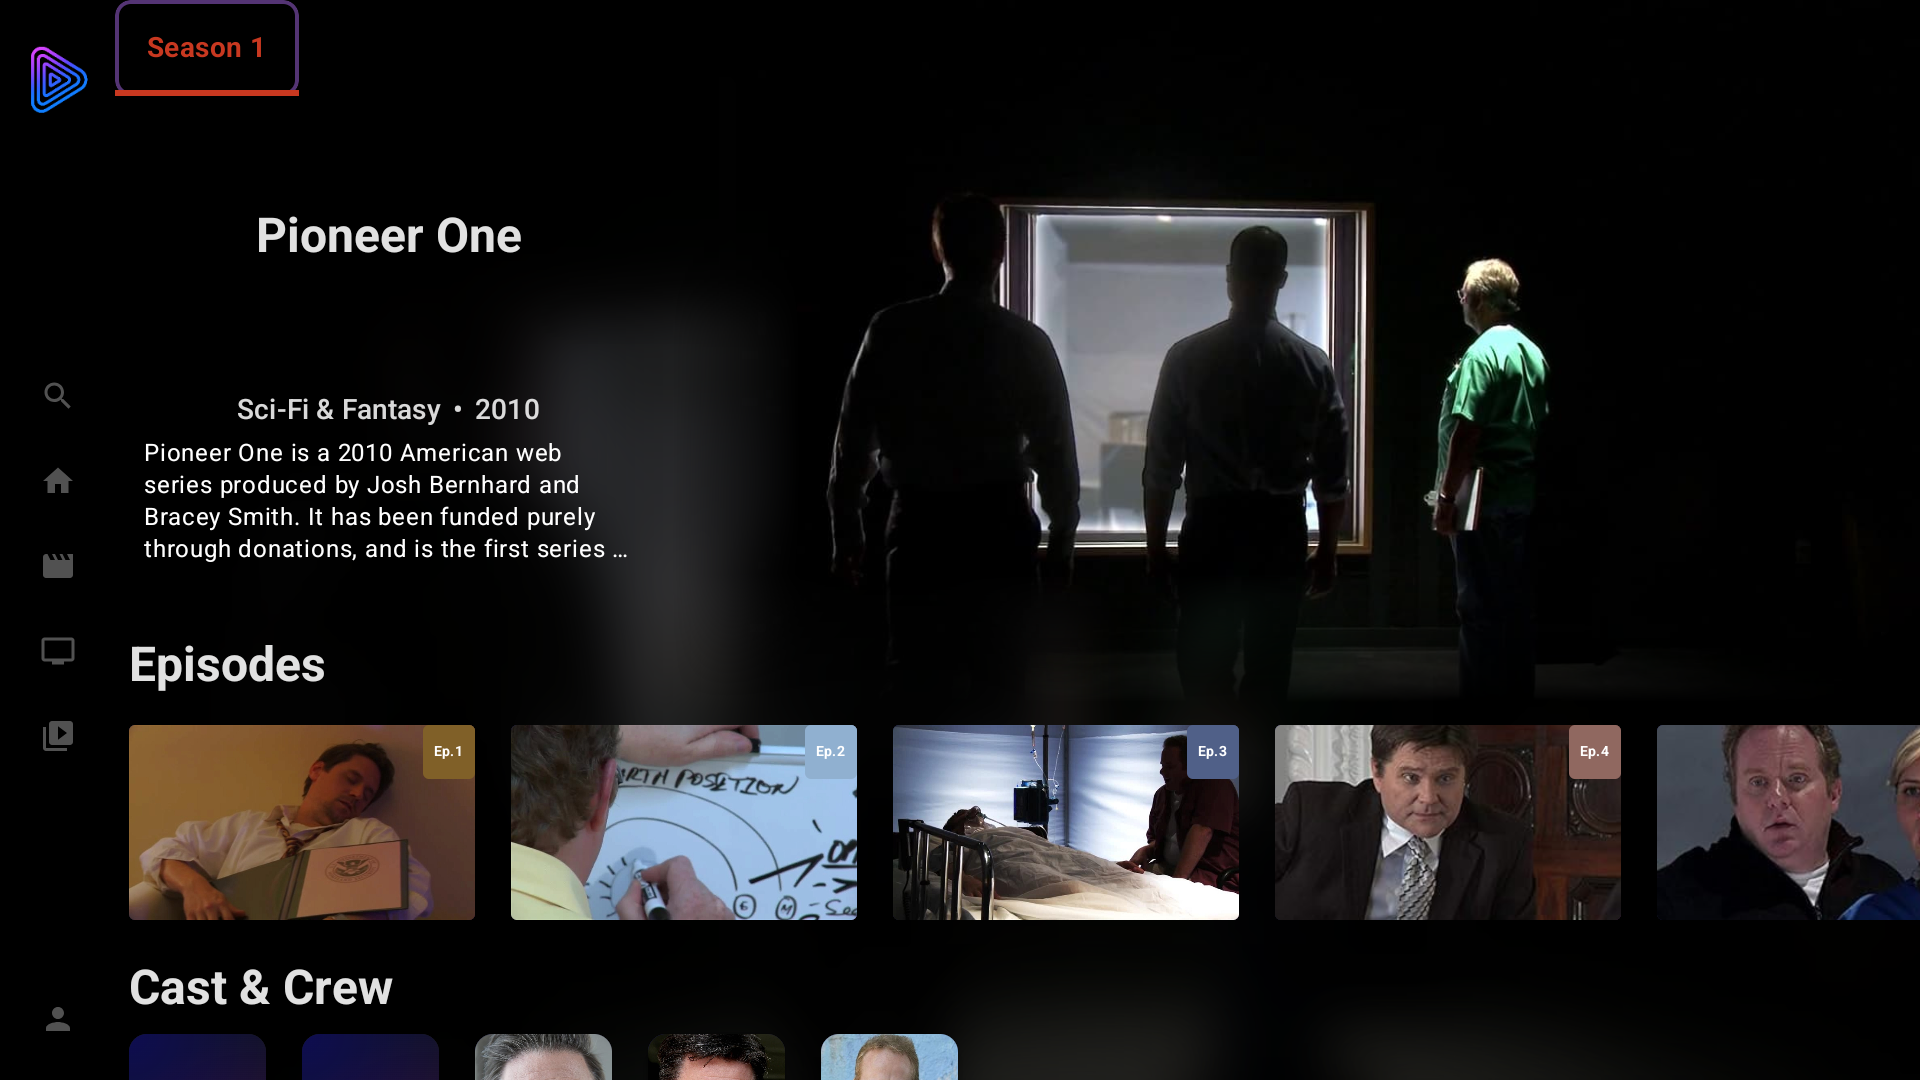 Season 1
Pioneer One
Sci-Fi & Fantasy • 2010
Pioneer One is a 2010 American web
series produced by Josh Bernhard and
Bracey Smith. It has been funded purely
through donations, and is the first series ...
Episodes
Ep.1
Ep.2
Ep.3
Ep.4
POSITION
Cast & Crew